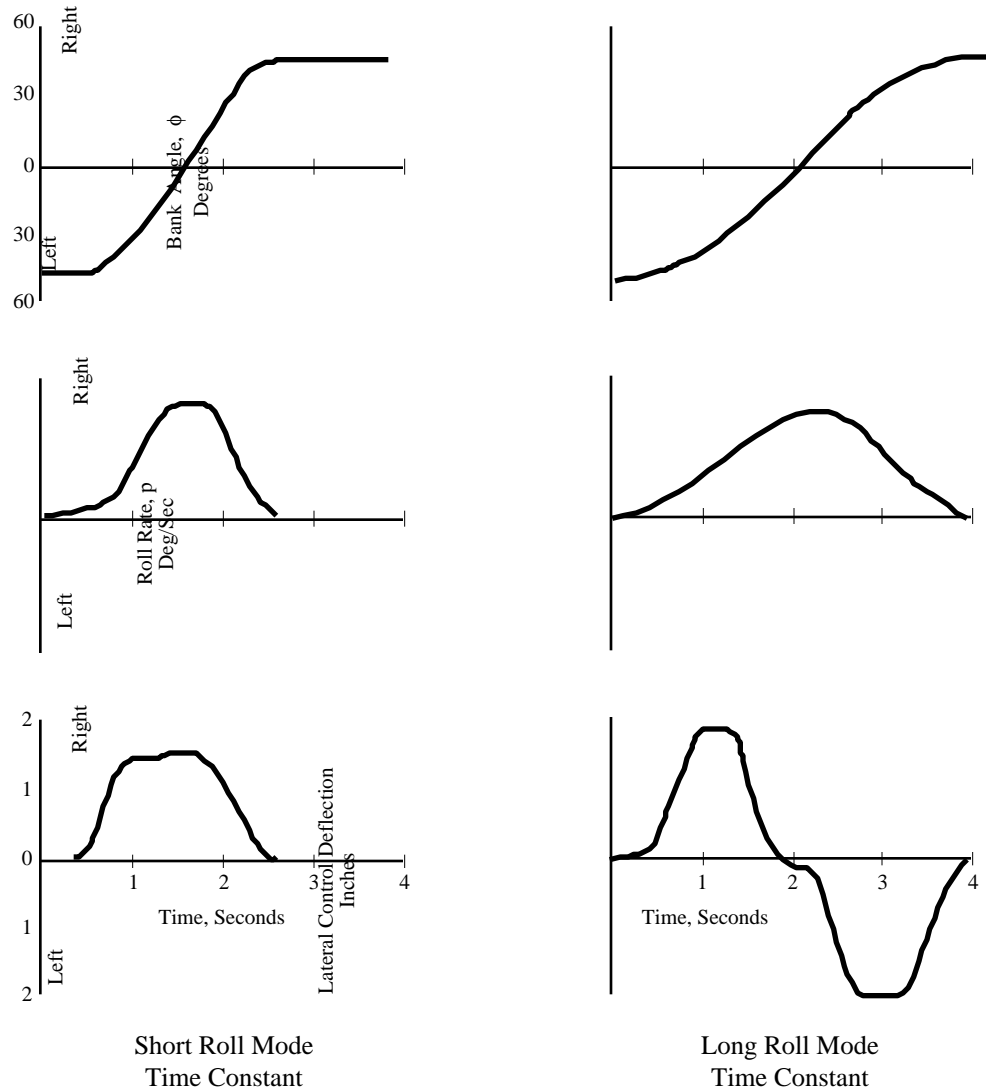 60
Right
30
0
Bank Angle, ϕ
Degrees
30
Left
60
Right
Roll Rate, p
Deg/Sec
Left
2
Right
1
0
1 2 3 4
1
Left
2
Time, Seconds
Lateral Control Deflection
Inches
1 2 3 4
Time, Seconds
Short Roll Mode
Time Constant
Long Roll Mode
Time Constant